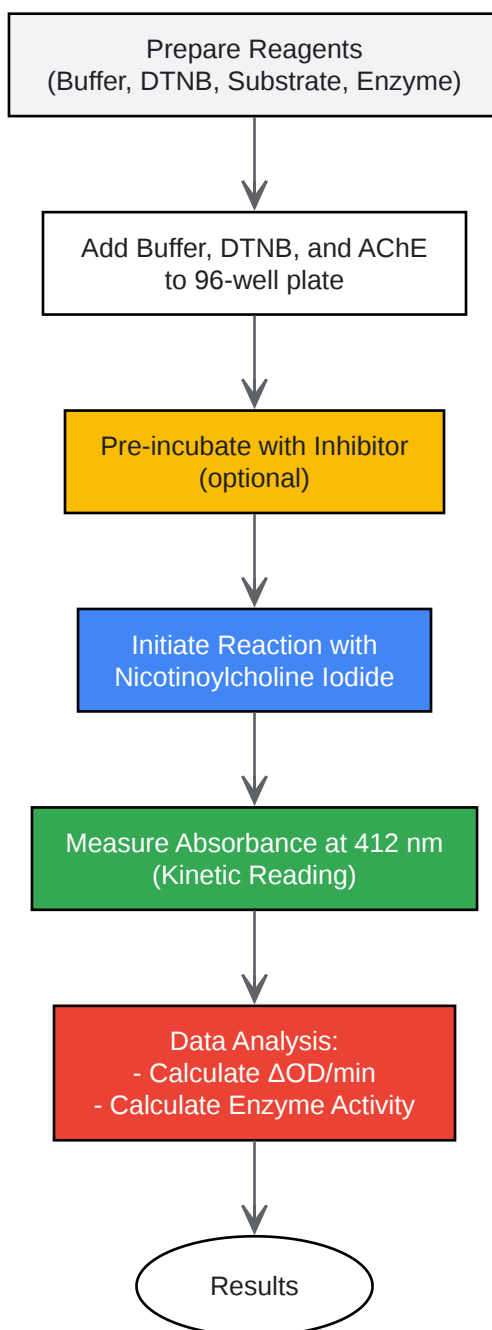 Prepare Reagents
(Buffer, DTNB, Substrate, Enzyme)
Add Buffer, DTNB, and AChE
to 96-well plate
Pre-incubate with Inhibitor
(optional)
Initiate Reaction with
Nicotinoylcholine Iodide
Measure Absorbance at 412 nm
(Kinetic Reading)
Data Analysis:
- Calculate ΔOD/min
- Calculate Enzyme Activity
Results